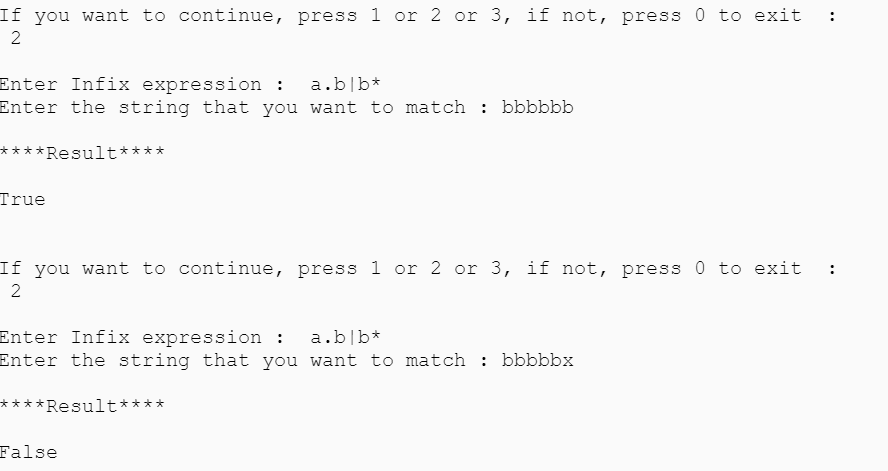 If you want to continue, press 1 or 2 or 3, if not, press 0 to exit  :
 2
Enter Infix expression :  a.b|b*
Enter the string that you want to match : bbbbbb
****Result****
True
If you want to continue, press 1 or 2 or 3, if not, press 0 to exit  :
 2
Enter Infix expression :  a.b|b*
Enter the string that you want to match : bbbbbx
****Result****
False